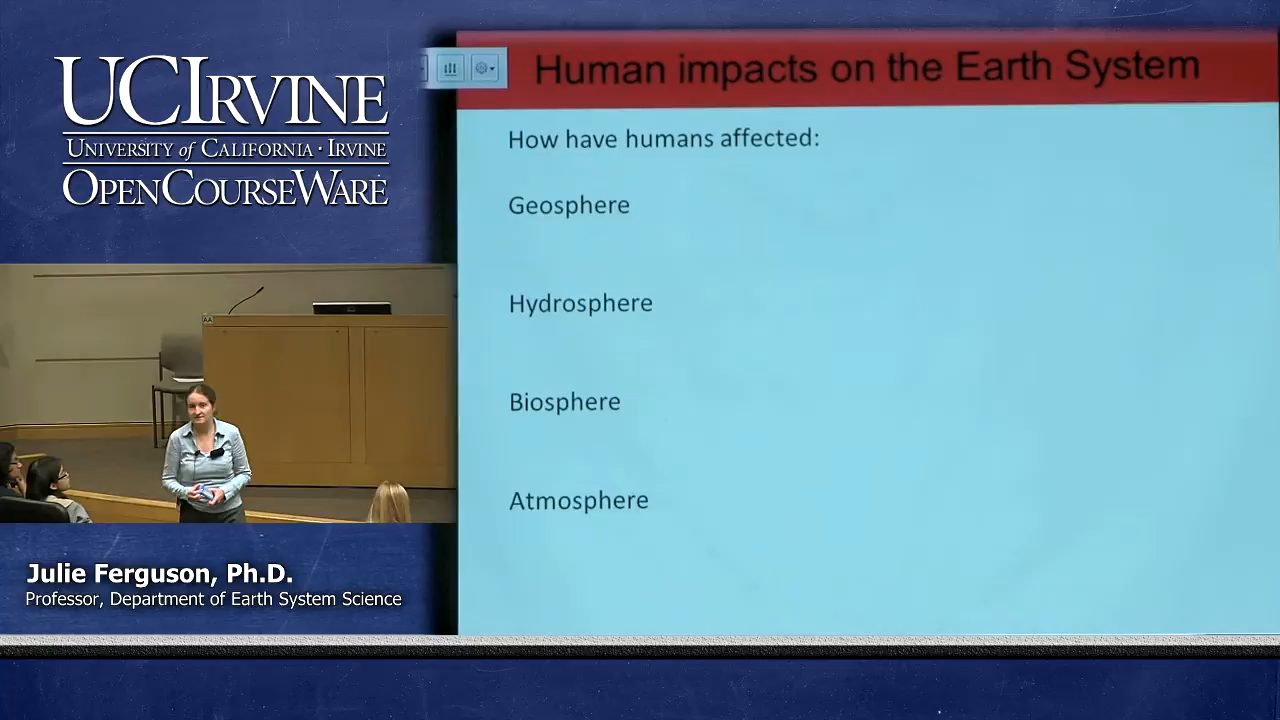 UCIRVINE
UNIVERSITY of CALIFORNIA · IRVINE
OPENCOURSEWARE
Human impacts on the Earth System
How have humans affected:
Geosphere
Hydrosphere
Biosphere
Atmosphere
Julie Ferguson, Ph.D.
Professor, Department of Earth System Science